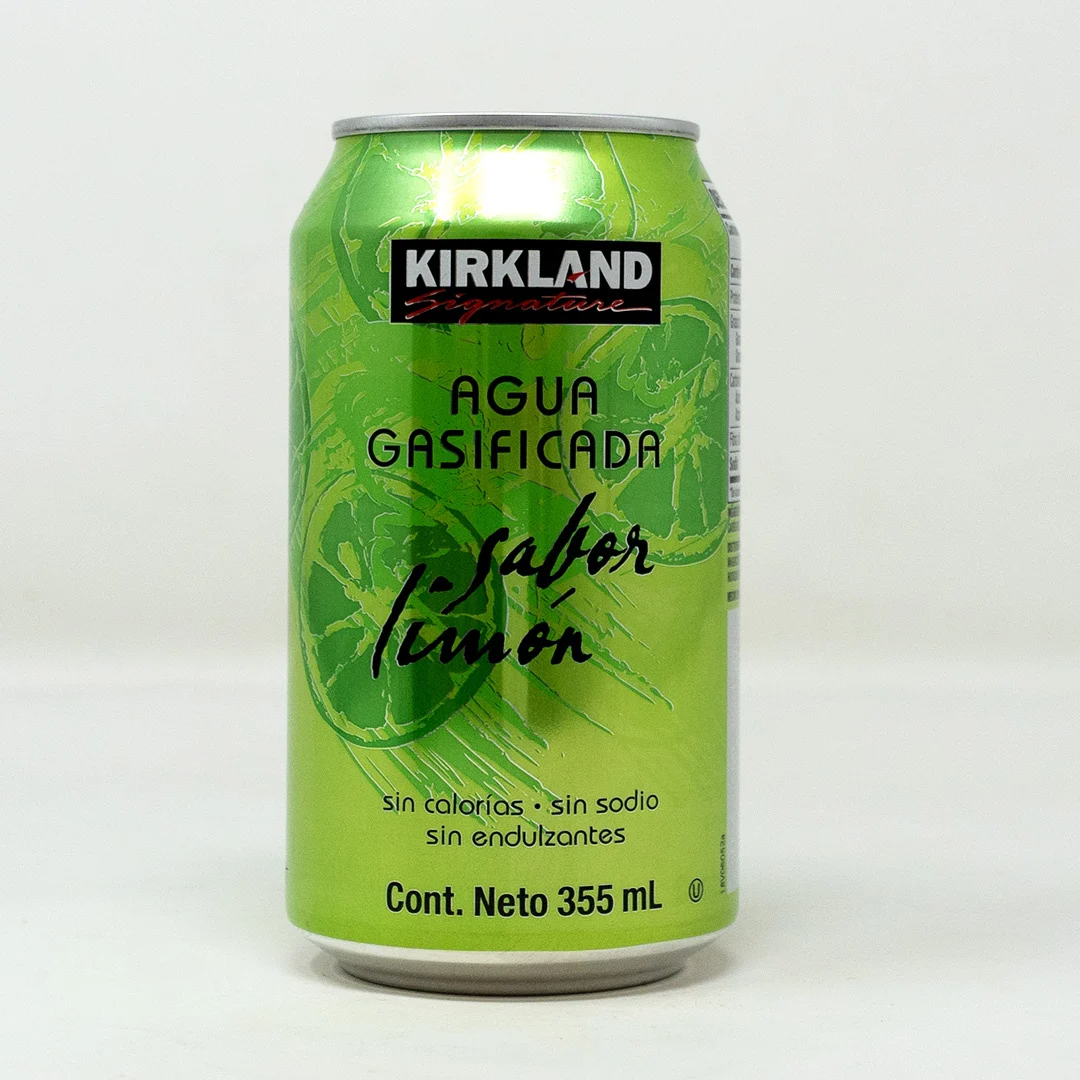 KIRKLAND
Signature
AGUA
GASIFICADA
sabor
limón
sin calorías • sin sodio
sin endulzantes
Cont. Neto 355 mL
U